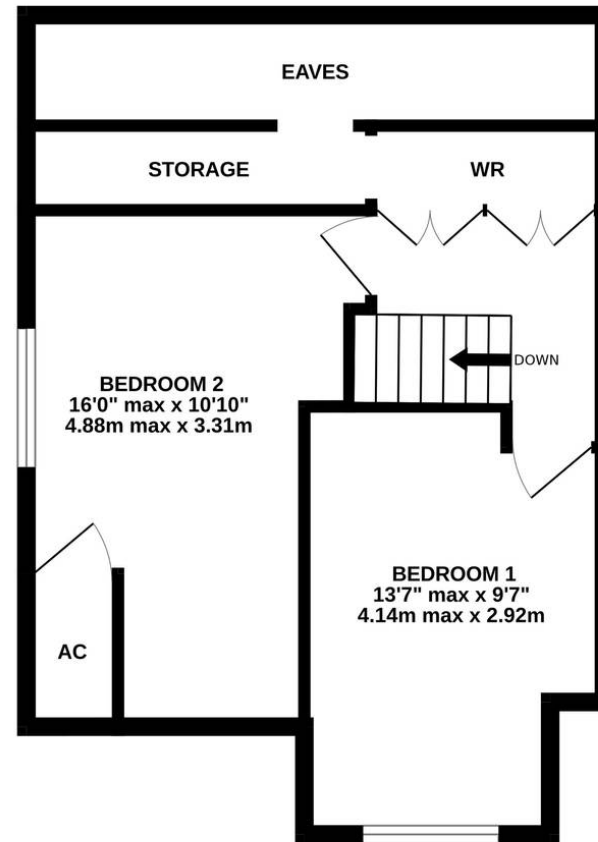 EAVES
STORAGE
WR
DOWN
BEDROOM 2
16'0" max x 10'10"
4.88m max x 3.31m
BEDROOM 1
13'7" max x 9'7"
4.14m max x 2.92m
AC